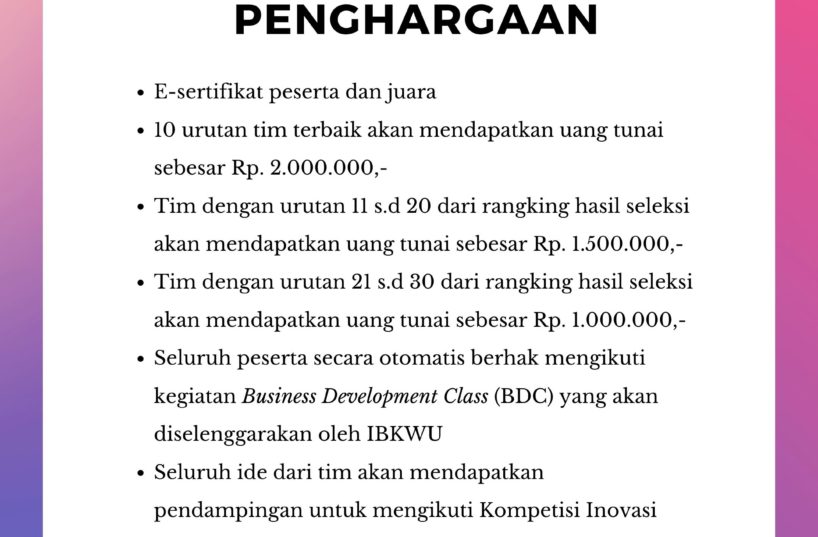 PENGHARGAAN
• E-sertifikat peserta dan juara
• 10 urutan tim terbaik akan mendapatkan uang tunai
sebesar Rp. 2.000.000,-
• Tim dengan urutan 11 s.d 20 dari rangking hasil seleksi
akan mendapatkan uang tunai sebesar Rp. 1.500.000,-
• Tim dengan urutan 21 s.d 30 dari rangking hasil seleksi
akan mendapatkan uang tunai sebesar Rp. 1.000.000,-
• Seluruh peserta secara otomatis berhak mengikuti
kegiatan Business Development Class (BDC) yang akan
diselenggarakan oleh IBKWU
• Seluruh ide dari tim akan mendapatkan
pendampingan untuk mengikuti Kompetisi Inovasi